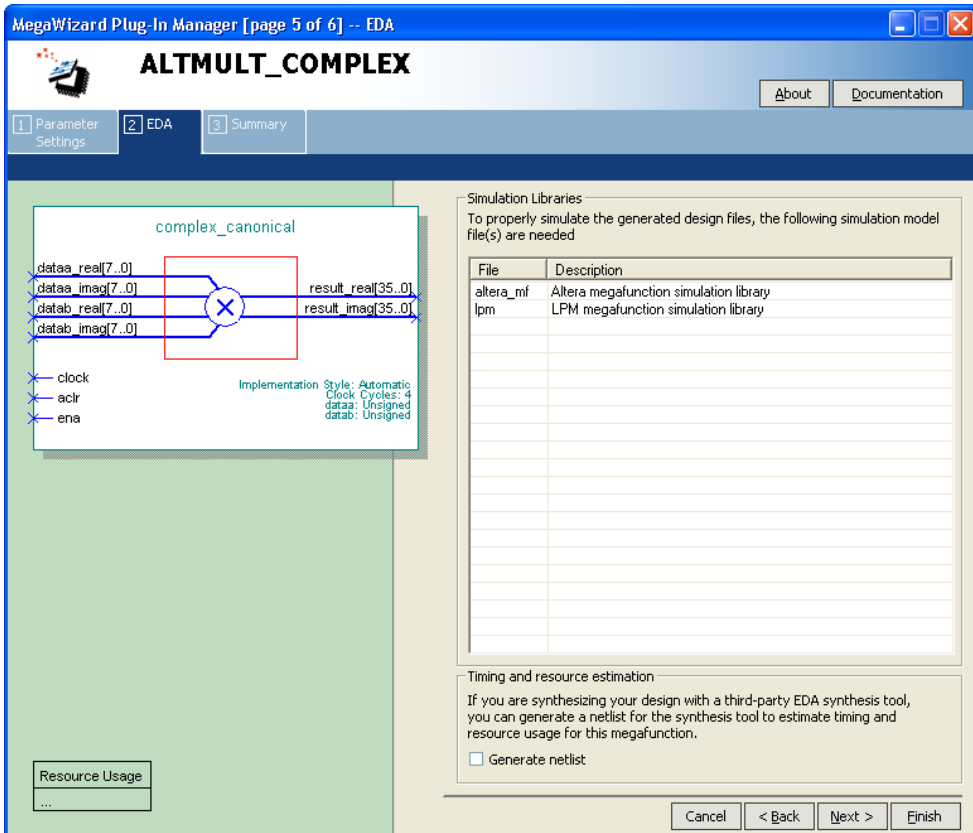 MegaWizard Plug-In Manager [page 5 of 6] -- EDA
ALTMULT_COMPLEX
About
Documentation
1 Parameter Settings
2 EDA
3 Summary
complex_canonical
dataa_real[7..0]
dataa_imag[7..0]
datab_real[7..0]
datab_imag[7..0]
result_real[35..0]
result_imag[35..0]
clock
aclr
ena
Implementation Style: Automatic
Clock Cycles: 4
dataa: Unsigned
datab: Unsigned
Resource Usage
...
Simulation Libraries
To properly simulate the generated design files, the following simulation model
file(s) are needed
File Description
altera_mf Altera megafunction simulation library
lpm LPM megafunction simulation library
Timing and resource estimation
If you are synthesizing your design with a third-party EDA synthesis tool,
you can generate a netlist for the synthesis tool to estimate timing and
resource usage for this megafunction.
Generate netlist
Cancel
< Back
Next >
Finish